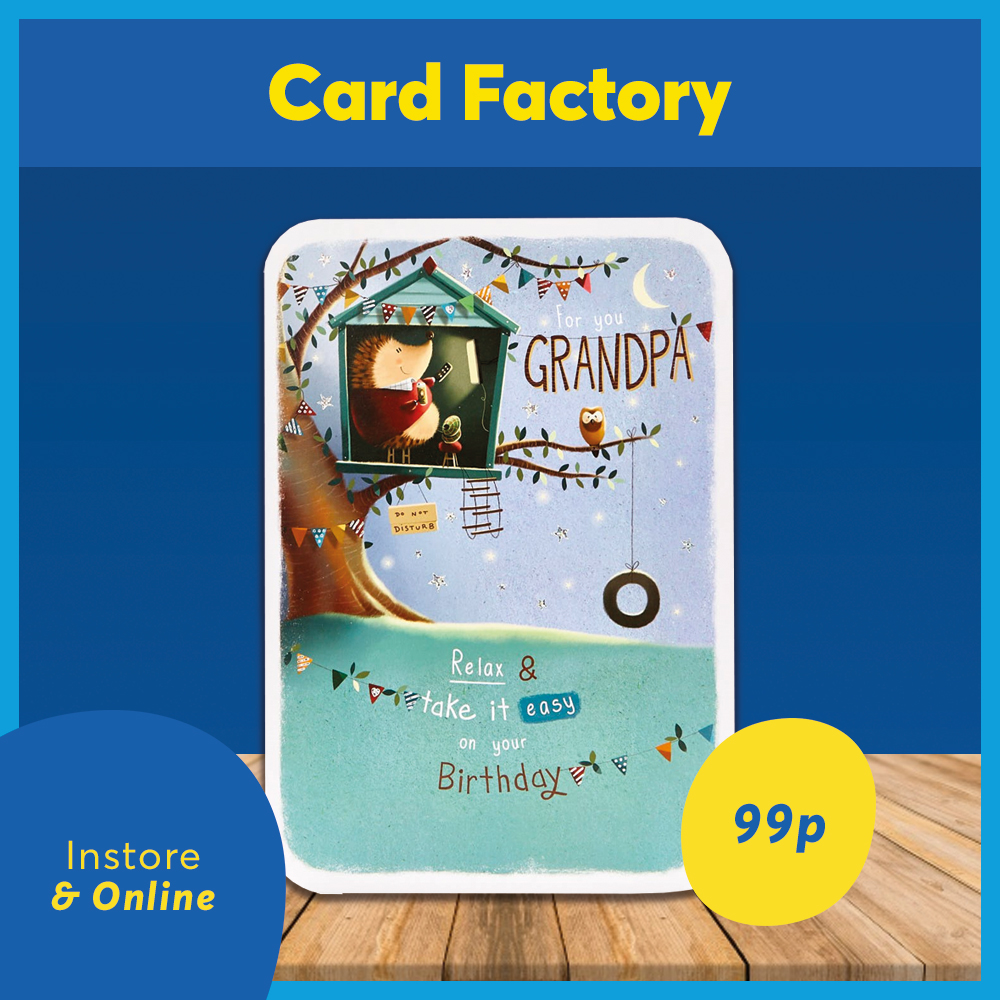 Card Factory
For you
GRANDPA
DO NOT
DISTURB
Relax &
take it easy
on your
Birthday
Instore
& Online
99p